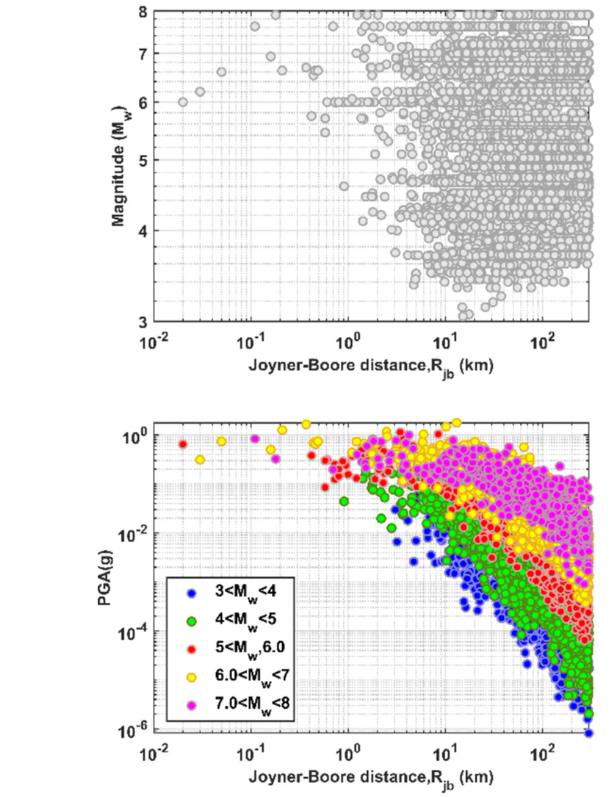 8
7
6
5
4
3
Magnitude (M_w)
10^-2 10^-1 10^0 10^1 10^2
Joyner-Boore distance,R_jb (km)
10^0
10^-2
10^-4
10^-6
PGA(g)
3<M_w<4
4<M_w<5
5<M_w,6.0
6.0<M_w<7
7.0<M_w<8
10^-2 10^-1 10^0 10^1 10^2
Joyner-Boore distance,R_jb (km)